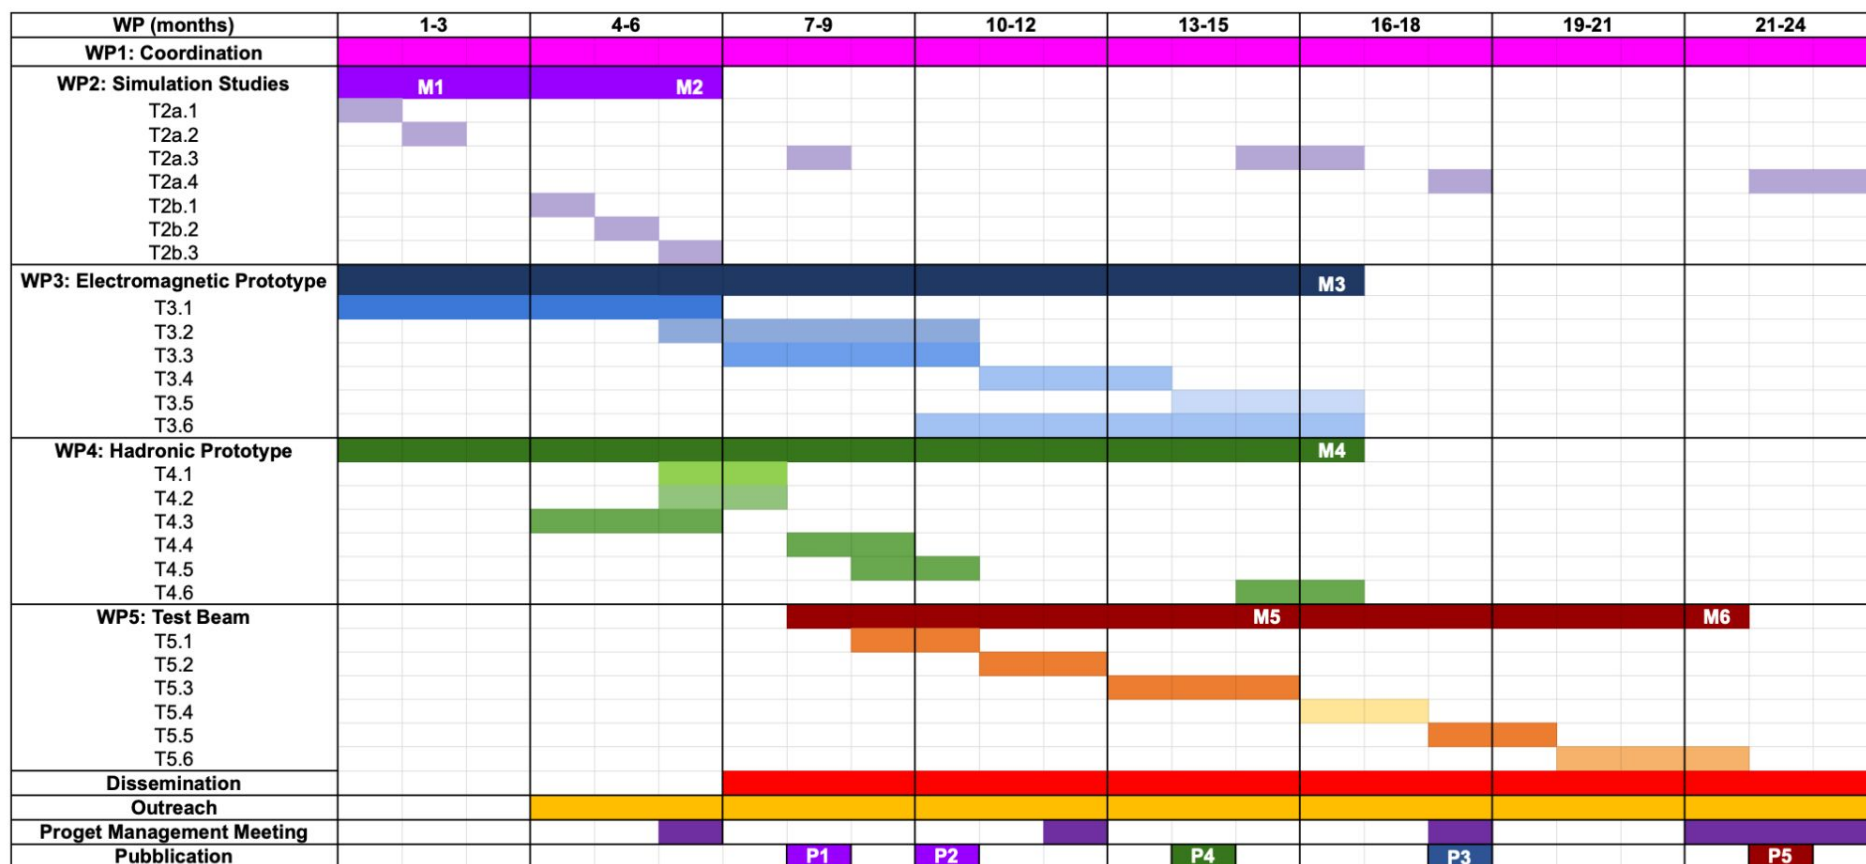 WP (months) 1-3 4-6 7-9 10-12 13-15 16-18 19-21 21-24
WP1: Coordination
WP2: Simulation Studies M1 M2
T2a.1
T2a.2
T2a.3
T2a.4
T2b.1
T2b.2
T2b.3
WP3: Electromagnetic Prototype M3
T3.1
T3.2
T3.3
T3.4
T3.5
T3.6
WP4: Hadronic Prototype M4
T4.1
T4.2
T4.3
T4.4
T4.5
T4.6
WP5: Test Beam M5 M6
T5.1
T5.2
T5.3
T5.4
T5.5
T5.6
Dissemination
Outreach
Proget Management Meeting
Pubblication P1 P2 P4 P3 P5